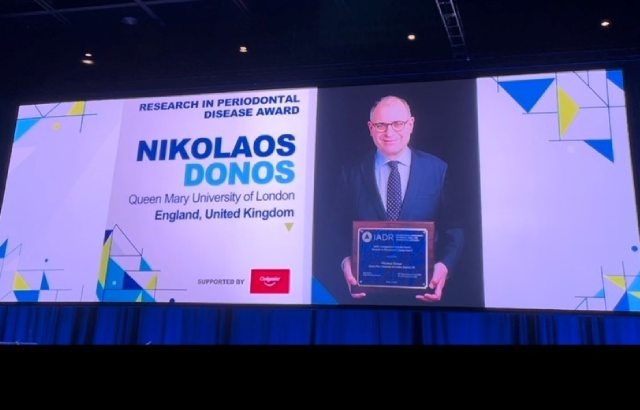 RESEARCH IN PERIODONTAL
DISEASE AWARD
NIKOLAOS
DONOS
Queen Mary University of London
England, United Kingdom
SUPPORTED BY
Colgate
IADR